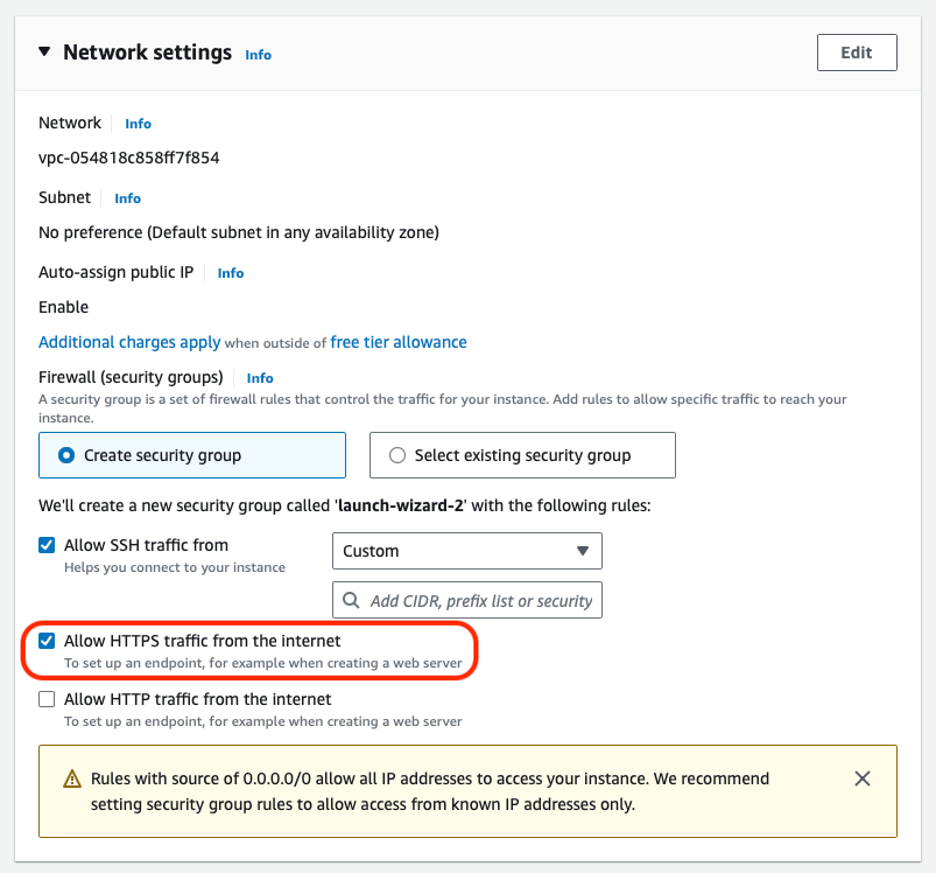 Network settings Info Edit
Network Info
vpc-054818c858ff7f854
Subnet Info
No preference (Default subnet in any availability zone)
Auto-assign public IP Info
Enable
Additional charges apply when outside of free tier allowance
Firewall (security groups) Info
A security group is a set of firewall rules that control the traffic for your instance. Add rules to allow specific traffic to reach your
instance.
Create security group Select existing security group
We'll create a new security group called 'launch-wizard-2' with the following rules:
Allow SSH traffic from Custom
Helps you connect to your instance
Add CIDR, prefix list or security
Allow HTTPS traffic from the internet
To set up an endpoint, for example when creating a web server
Allow HTTP traffic from the internet
To set up an endpoint, for example when creating a web server
Rules with source of 0.0.0.0/0 allow all IP addresses to access your instance. We recommend
setting security group rules to allow access from known IP addresses only.